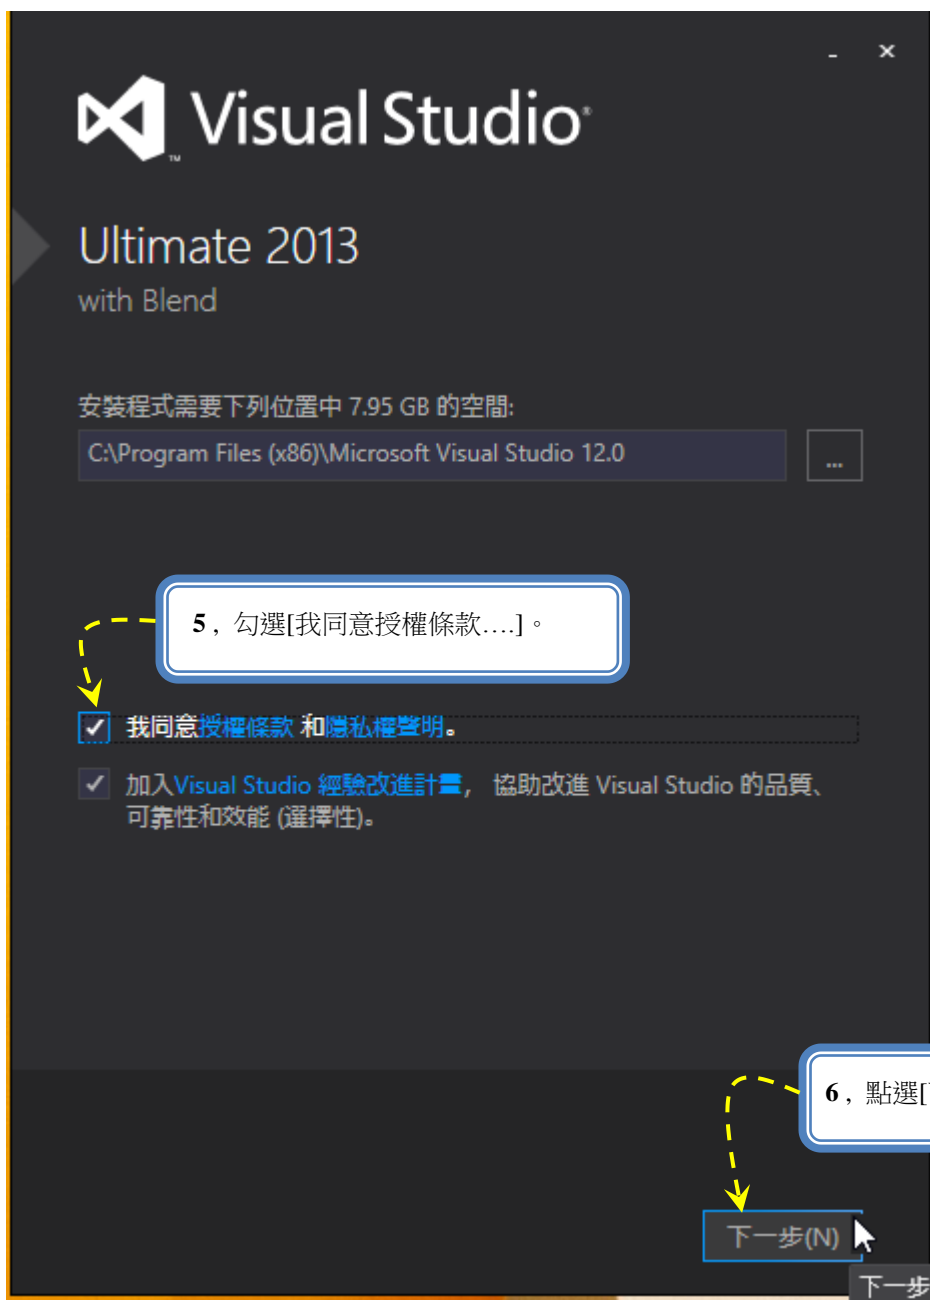 Visual Studio
Ultimate 2013
with Blend
安裝程式需要下列位置中 7.95 GB 的空間:
C:\Program Files (x86)\Microsoft Visual Studio 12.0
...
5 , 勾選[我同意授權條款….]。
我同意授權條款 和隱私權聲明。
加入Visual Studio 經驗改進計畫, 協助改進 Visual Studio 的品質、
可靠性和效能 (選擇性)。
6 , 點選[
下一步(N)
下一步